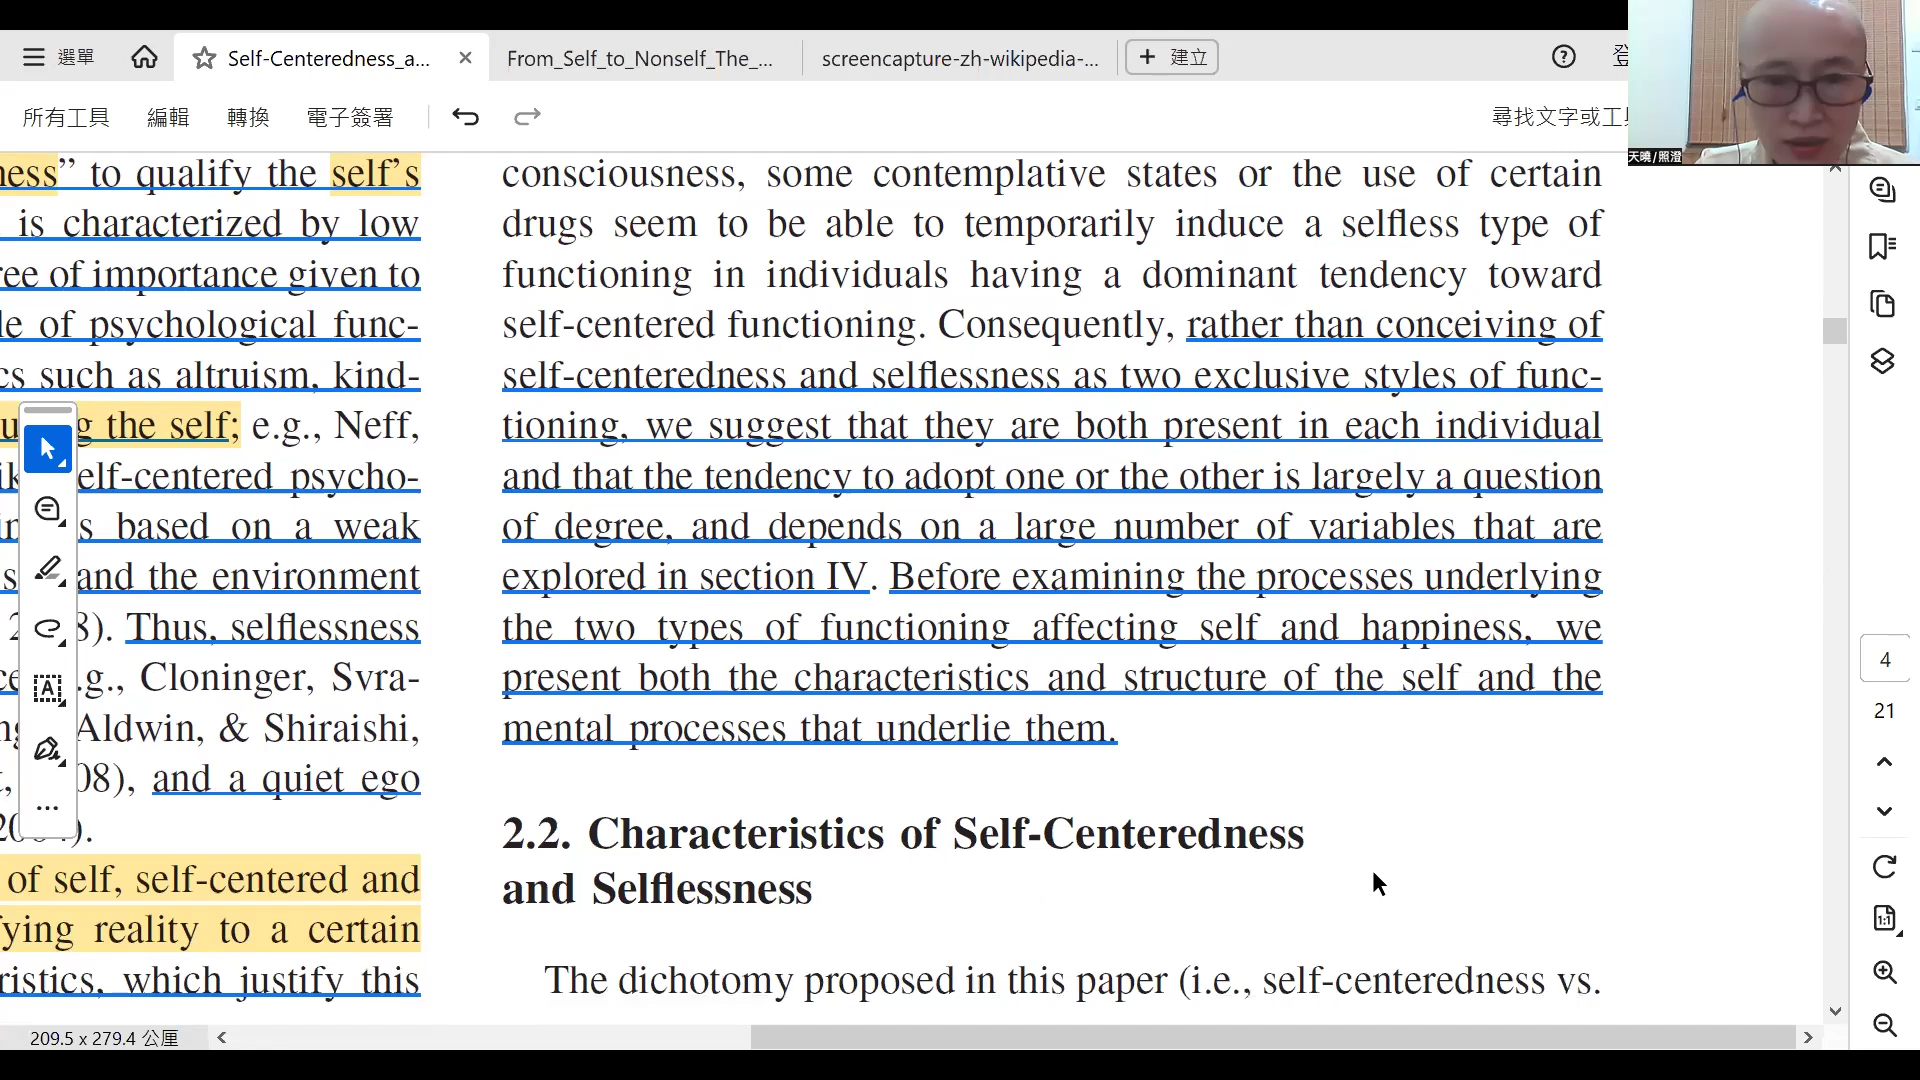 選單
Self-Centeredness_a...
From_Self_to_Nonself_The_...
screencapture-zh-wikipedia-...
建立
所有工具
編輯
轉換
電子簽署
尋找文字或工
天曉/照澄
ness” to qualify the self’s
is characterized by low
ree of importance given to
le of psychological func-
cs such as altruism, kind-
g the self; e.g., Neff,
elf-centered psycho-
s based on a weak
and the environment
8). Thus, selflessness
.g., Cloninger, Svra-
Aldwin, & Shiraishi,
08), and a quiet ego
).
of self, self-centered and
fying reality to a certain
ristics, which justify this
consciousness, some contemplative states or the use of certain
drugs seem to be able to temporarily induce a selfless type of
functioning in individuals having a dominant tendency toward
self-centered functioning. Consequently, rather than conceiving of
self-centeredness and selflessness as two exclusive styles of func-
tioning, we suggest that they are both present in each individual
and that the tendency to adopt one or the other is largely a question
of degree, and depends on a large number of variables that are
explored in section IV. Before examining the processes underlying
the two types of functioning affecting self and happiness, we
present both the characteristics and structure of the self and the
mental processes that underlie them.
2.2. Characteristics of Self-Centeredness
and Selflessness
The dichotomy proposed in this paper (i.e., self-centeredness vs.
4
21
209.5 x 279.4 公厘